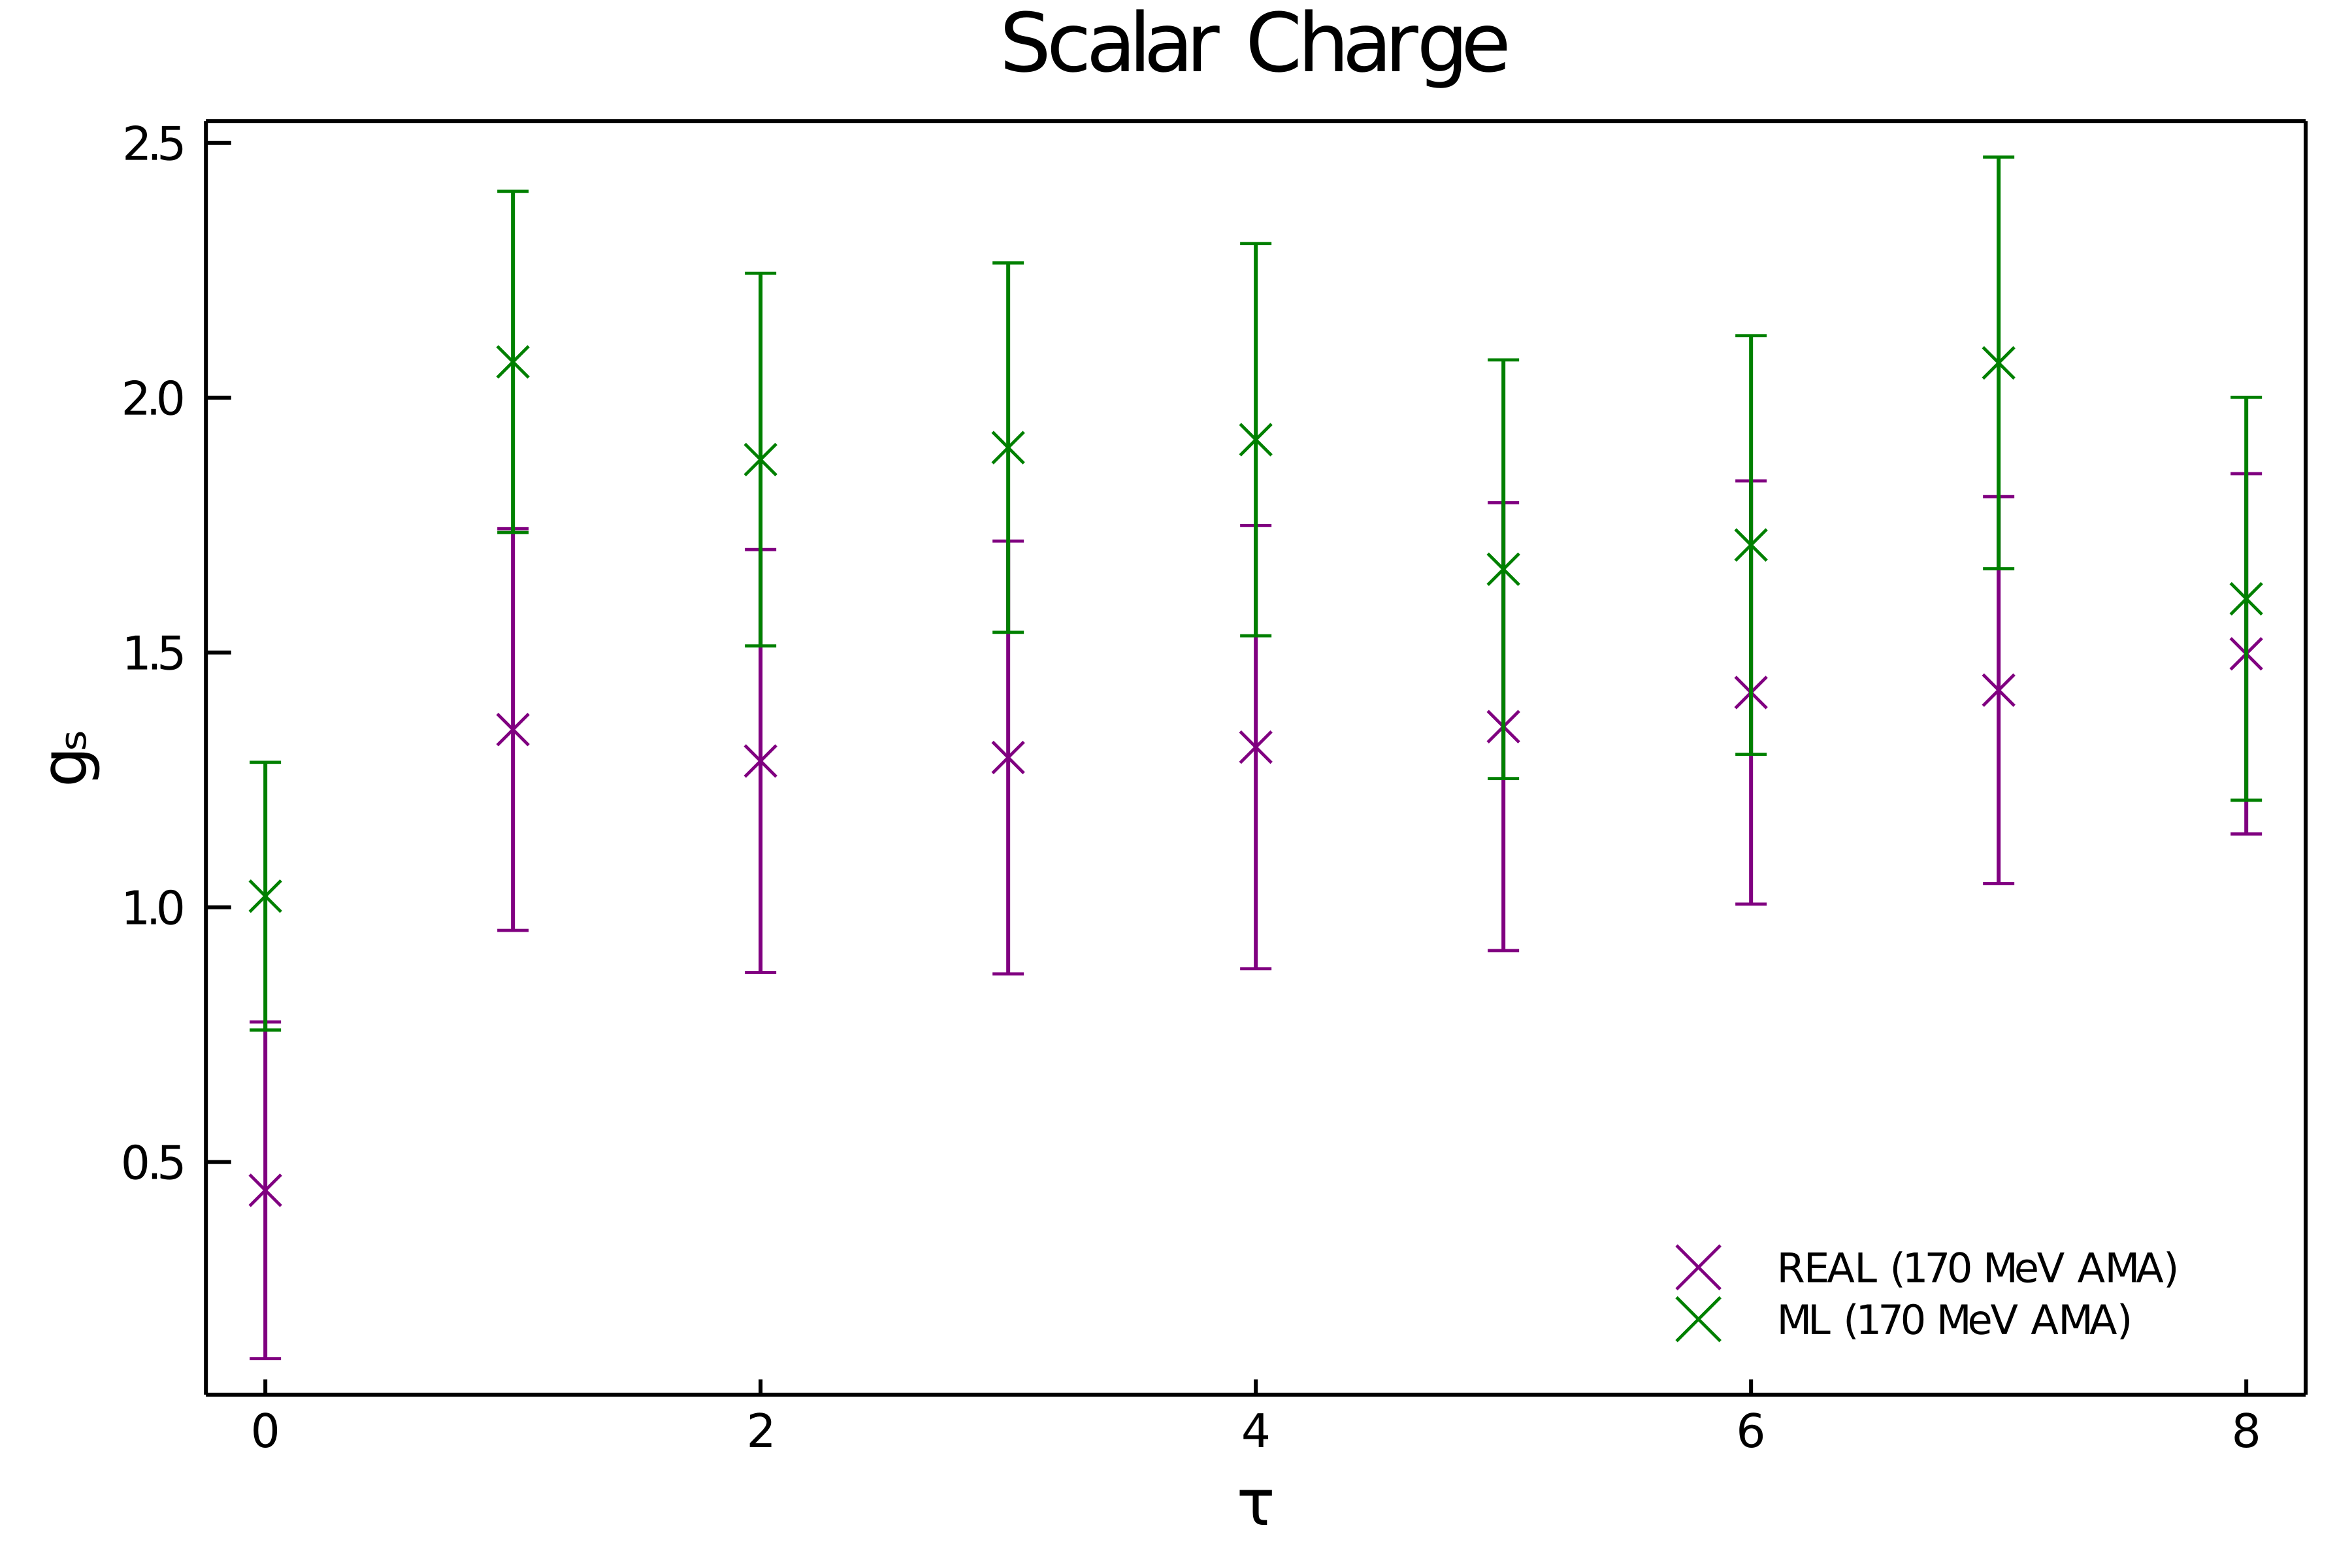 Scalar Charge
2.5
2.0
1.5
1.0
0.5
gₛ
REAL (170 MeV AMA)
ML (170 MeV AMA)
0 2 4 6 8
τ